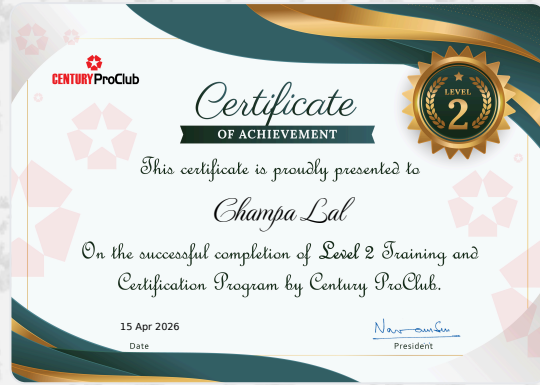 CENTURY ProClub
LEVEL
2
Certificate
OF ACHIEVEMENT
This certificate is proudly presented to
Champa Lal
On the successful completion of Level 2 Training and
Certification Program by Century ProClub.
15 Apr 2026
Date
President